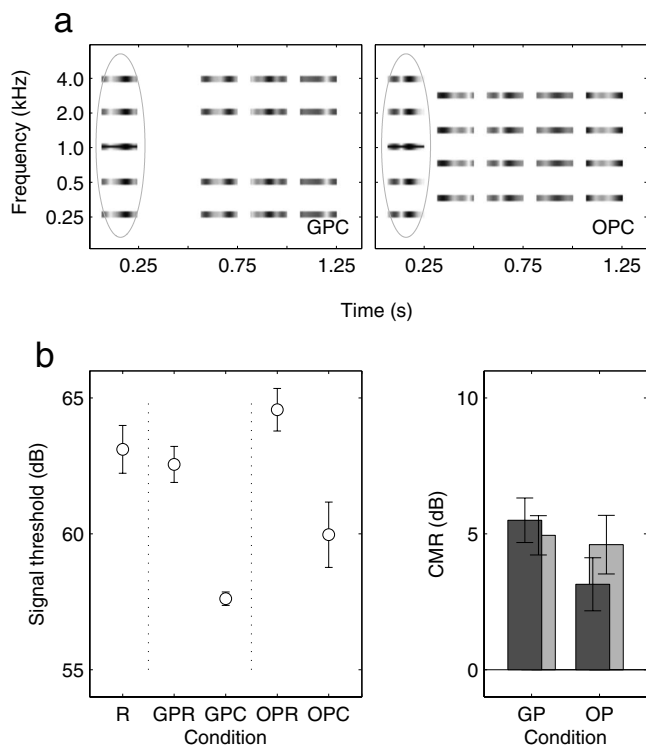 a
Frequency (kHz)
4.0
2.0
1.0
0.5
0.25
GPC
OPC
0.25 0.75 1.25 0.25 0.75 1.25
Time (s)
b
Signal threshold (dB)
65
60
55
R GPR GPC OPR OPC
Condition
CMR (dB)
10
5
0
GP OP
Condition